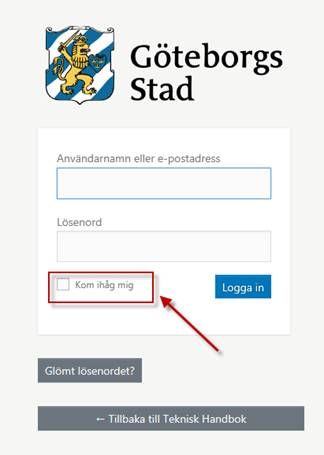 Göteborgs
Stad
Användarnamn eller e-postadress
Lösenord
Kom ihåg mig
Logga in
Glömt lösenordet?
← Tillbaka till Teknisk Handbok